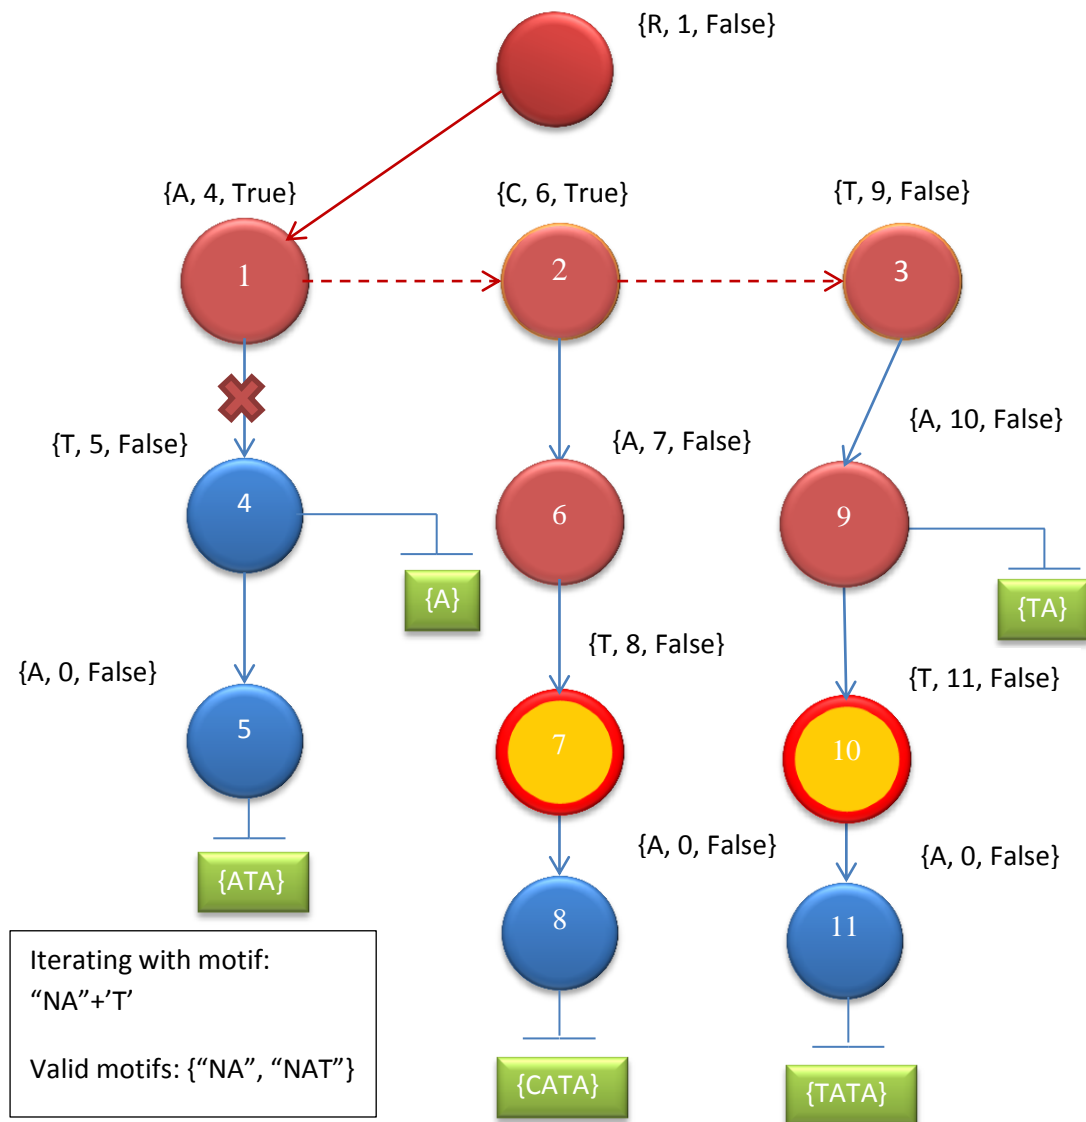 {R, 1, False}
{A, 4, True}
{C, 6, True}
{T, 9, False}
1
2
3
{T, 5, False}
{A, 7, False}
{A, 10, False}
4
6
9
{A}
{TA}
{T, 8, False}
{A, 0, False}
{T, 11, False}
5
7
10
{A, 0, False}
{A, 0, False}
{ATA}
8
11
Iterating with motif:
“NA”+’T’
Valid motifs: {“NA”, “NAT”}
{CATA}
{TATA}